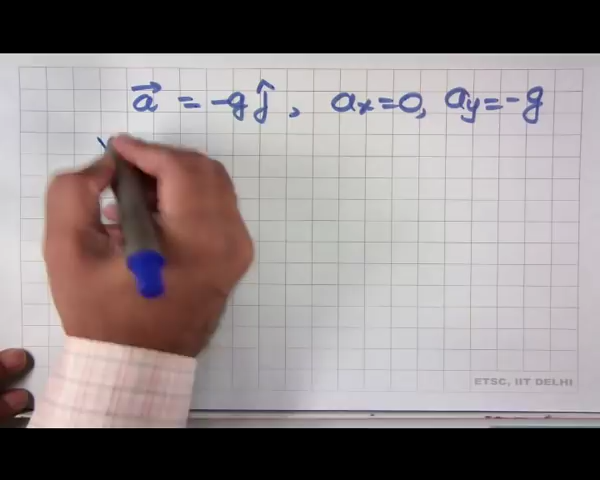 a⃗ = -g ĵ, ax=0, ay=-g
ETSC, IIT DELHI